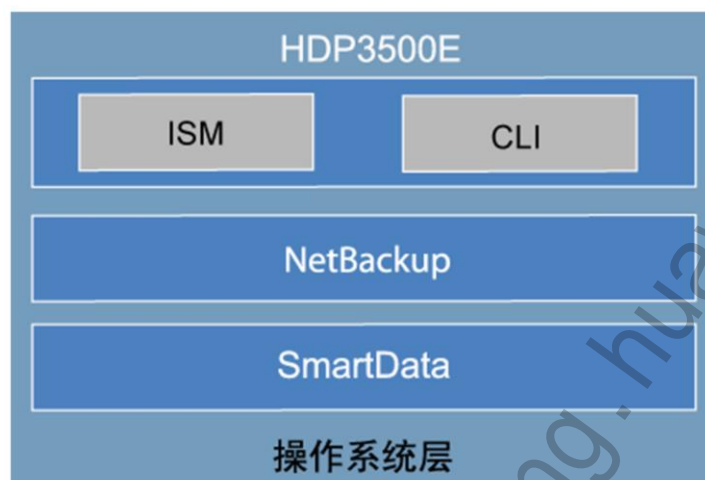 HDP3500E
ISM CLI
NetBackup
SmartData
操作系统层